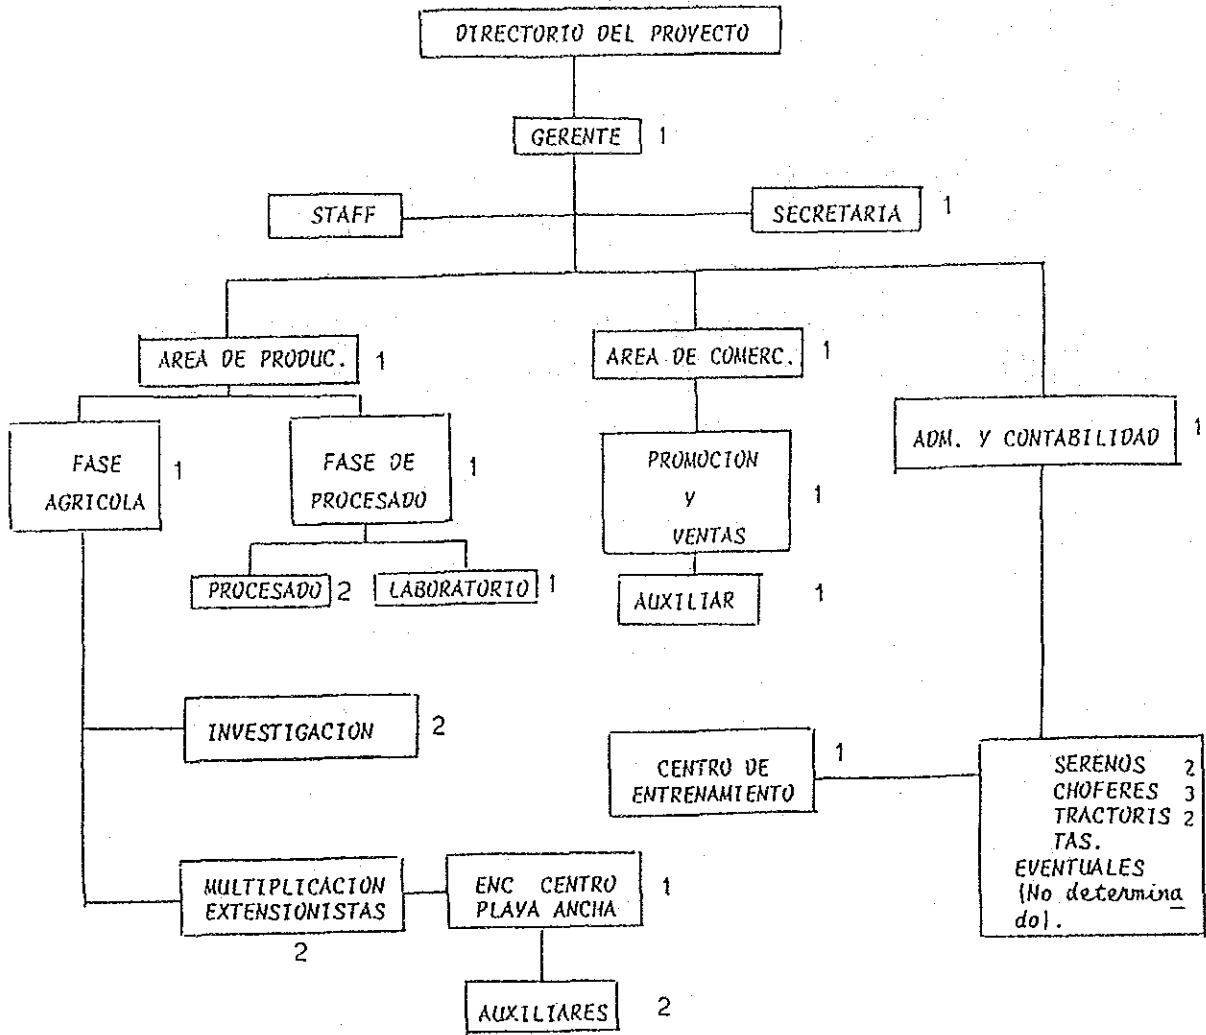 DIRECTORIO DEL PROYECTO
GERENTE 1
STAFF
SECRETARIA 1
AREA DE PRODUC. 1
AREA DE COMERC. 1
ADM. Y CONTABILIDAD 1
FASE
AGRICOLA
1
FASE DE
PROCESADO
1
PROMOCION
Y
VENTAS
1
PROCESADO 2
LABORATORIO 1
AUXILIAR 1
INVESTIGACION 2
CENTRO DE
ENTRENAMIENTO
1
SERENOS 2
CHOFERES 3
TRACTORIS 2
TAS.
EVENTUALES
(No determina
do).
MULTIPLICACION
EXTENSIONISTAS
2
ENC CENTRO
PLAYA ANCHA
1
AUXILIARES 2